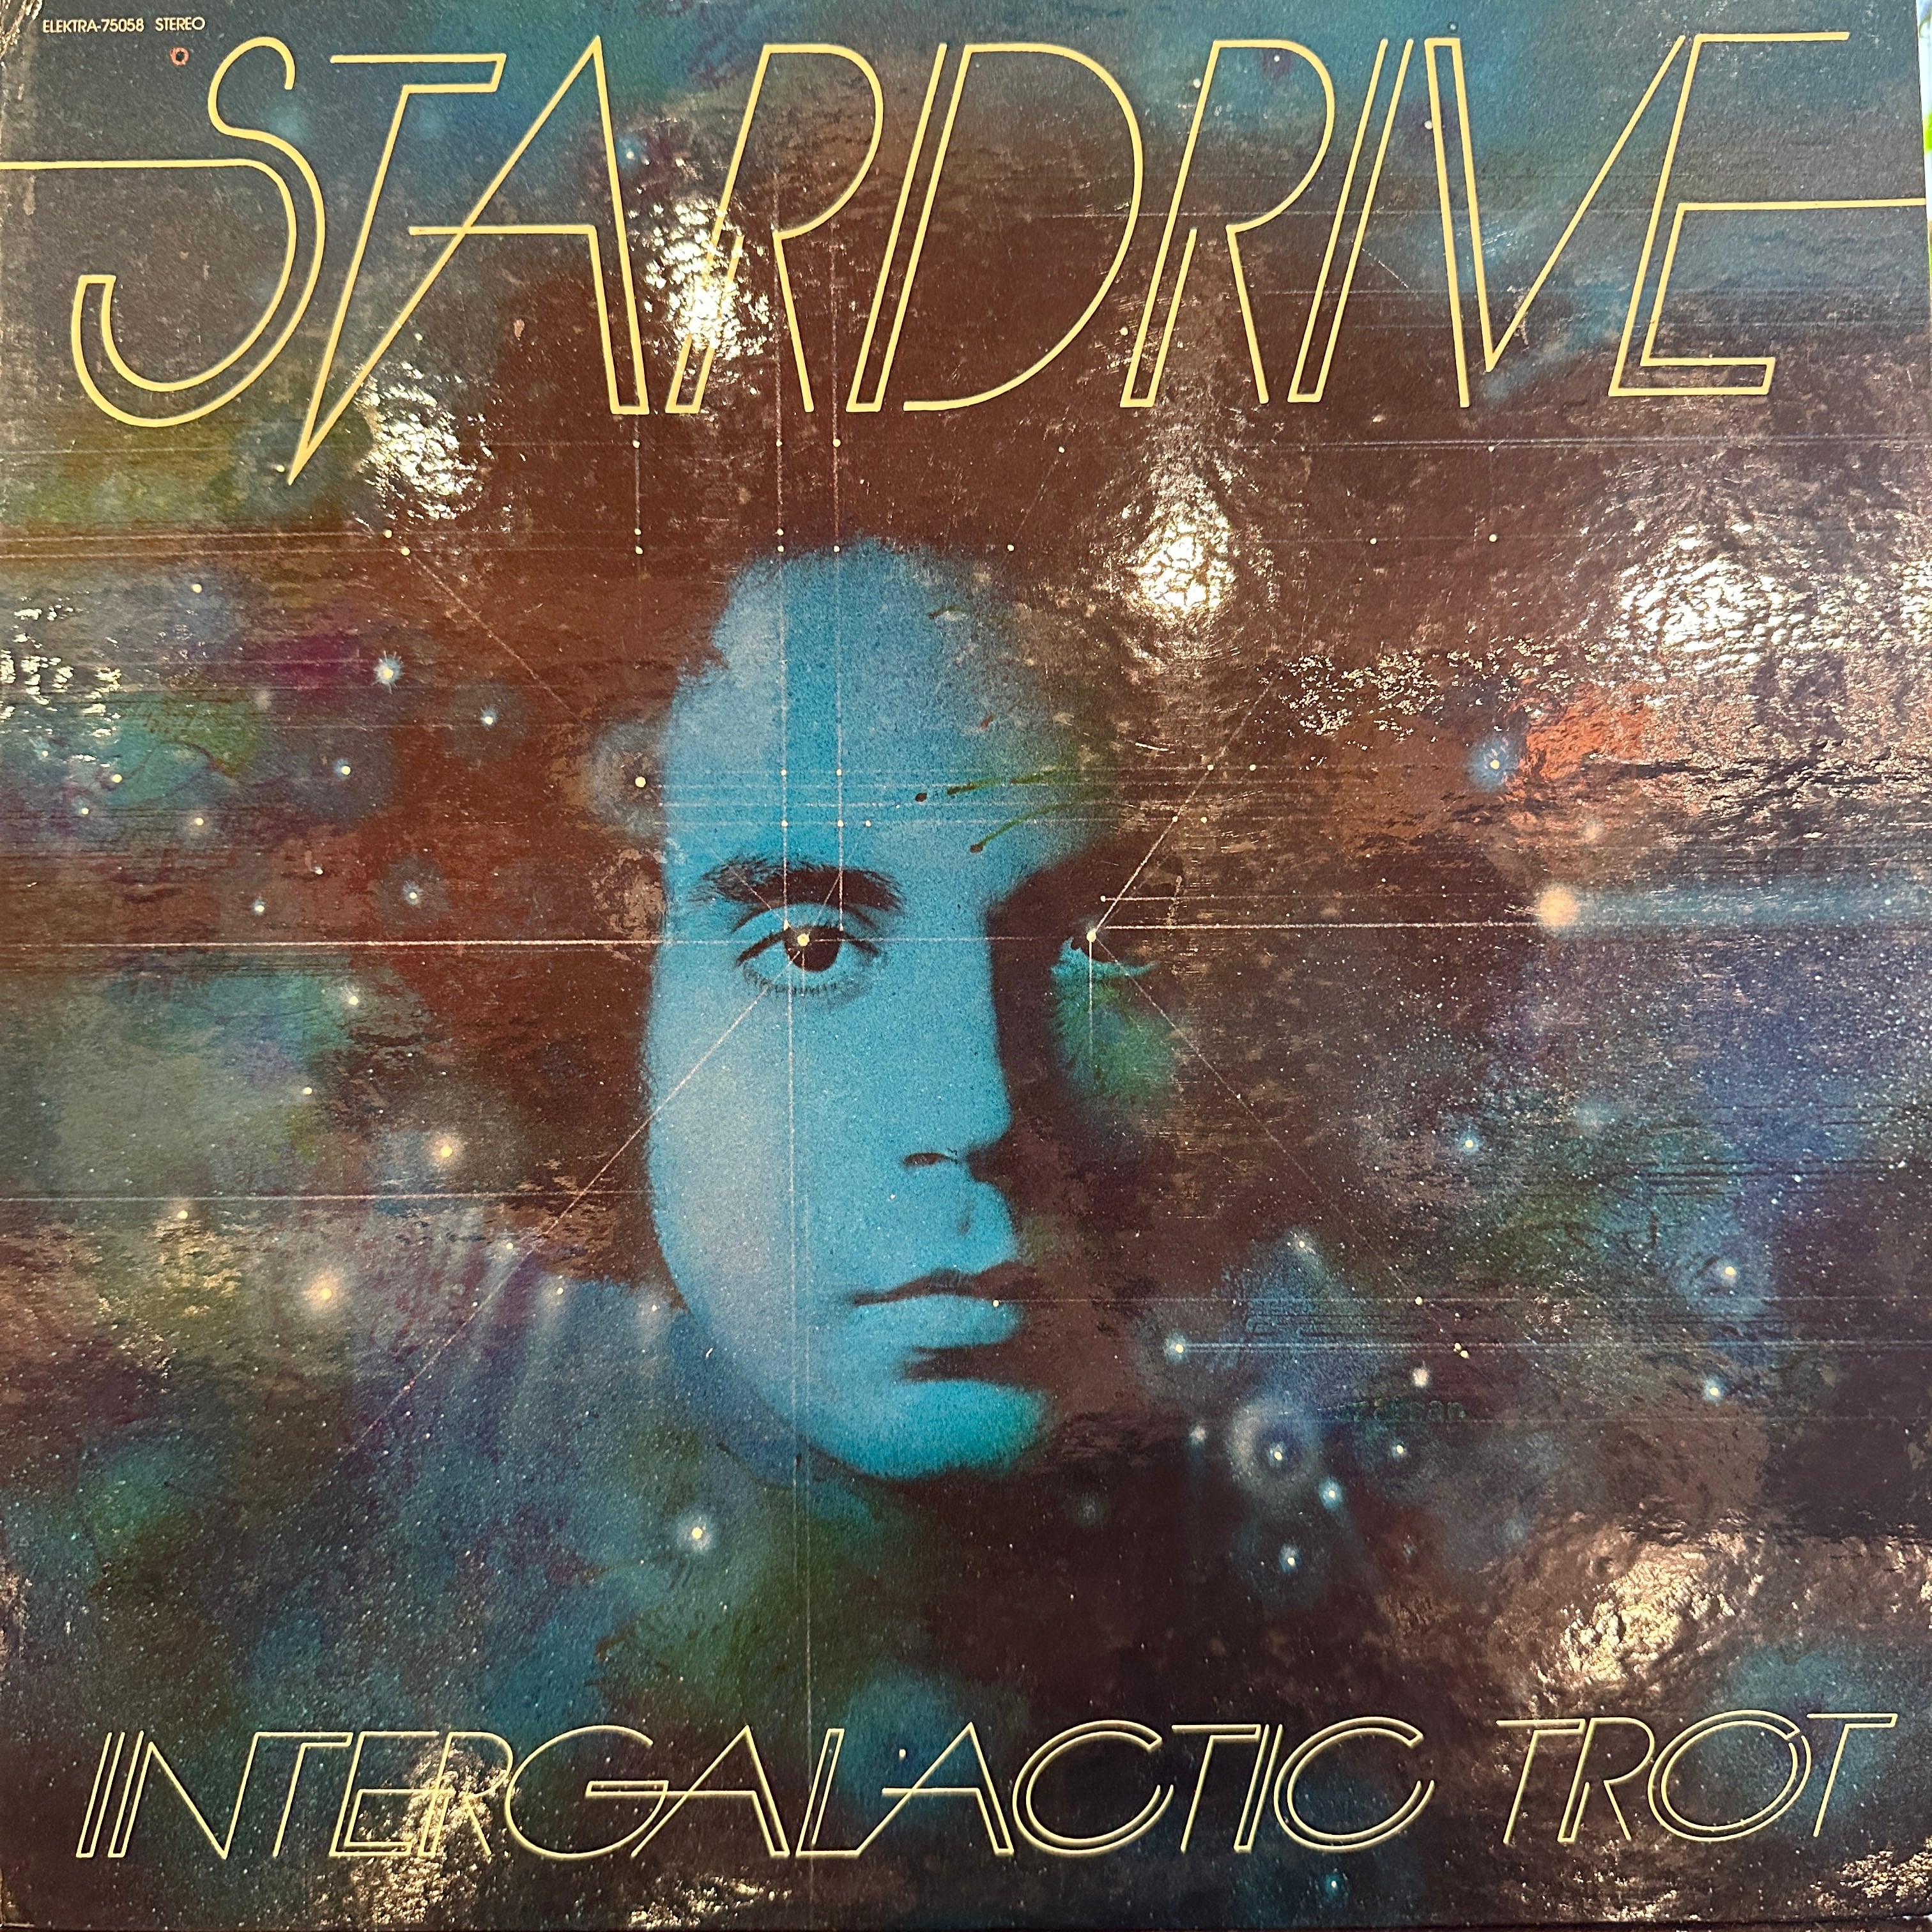 ELEKTRA-75058 STEREO
STARDRIVE
INTERGALACTIC TROT